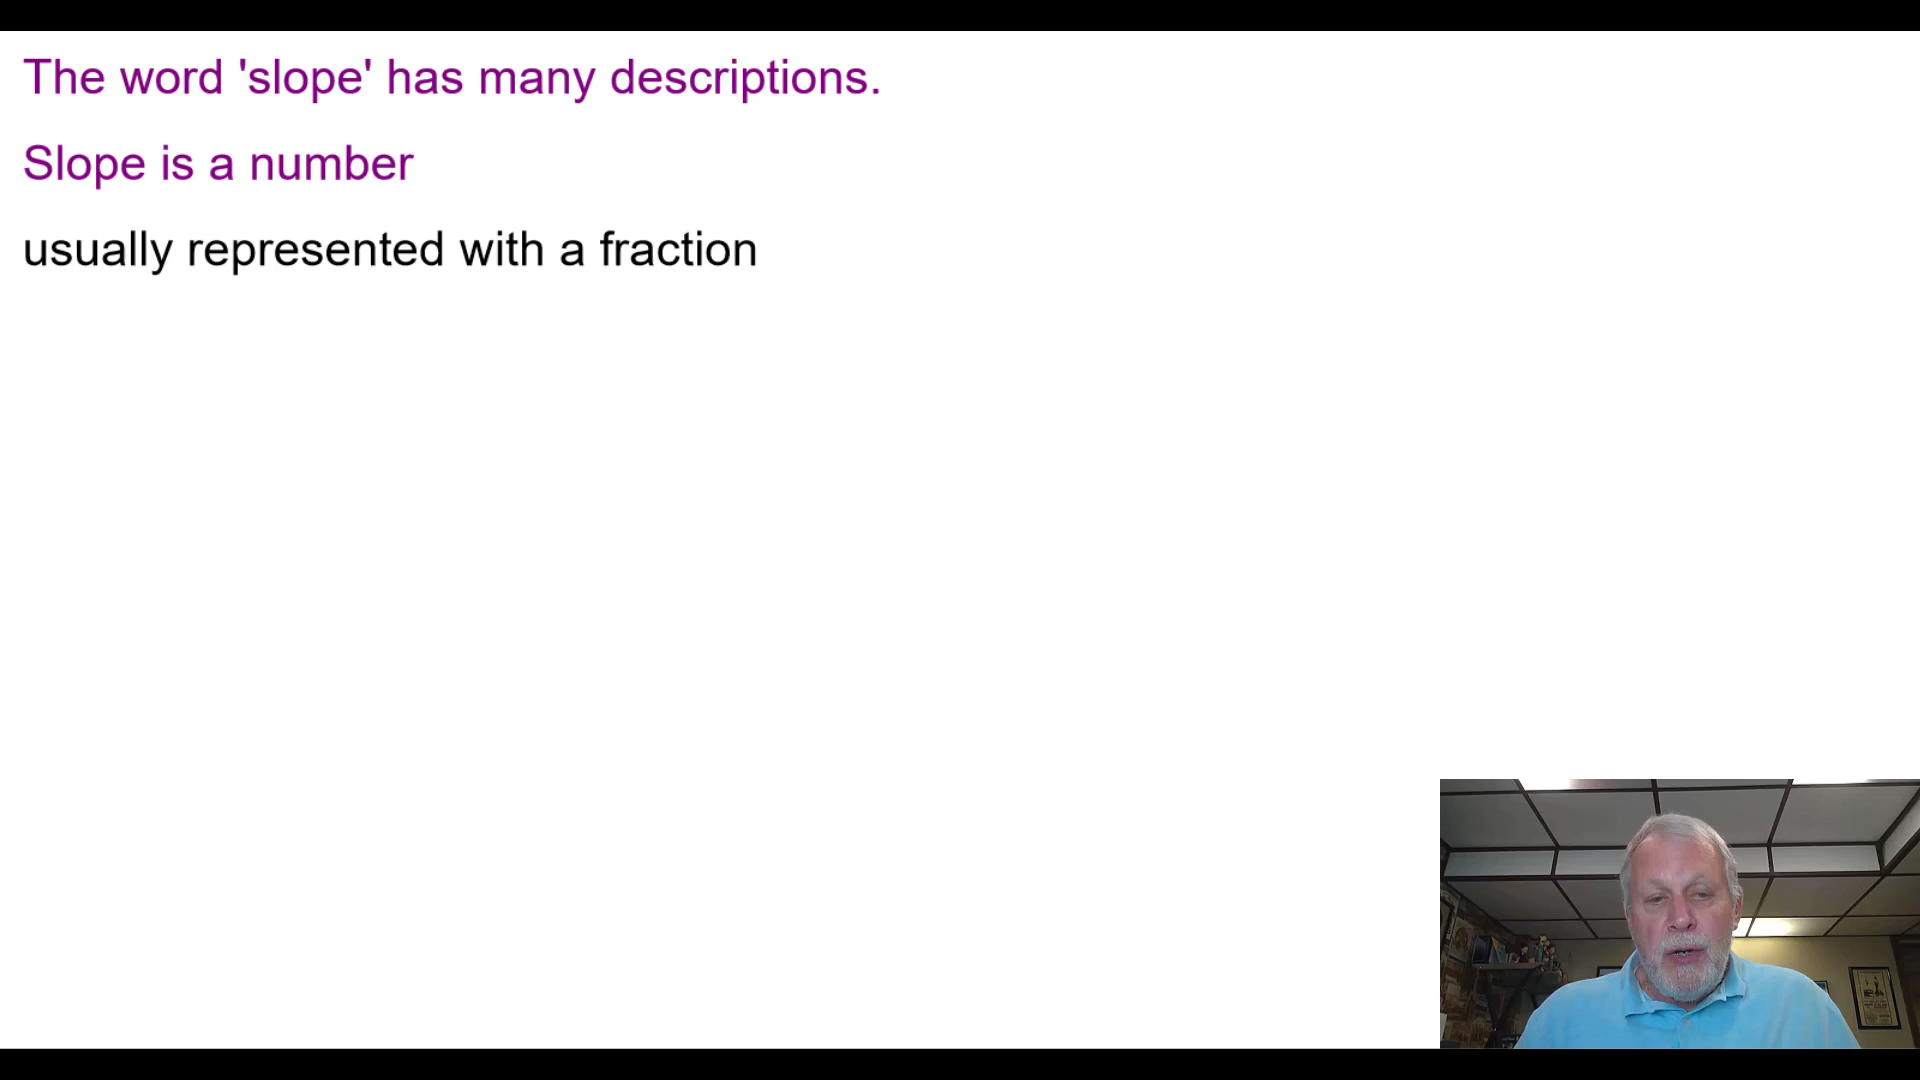 The word 'slope' has many descriptions.
Slope is a number
usually represented with a fraction